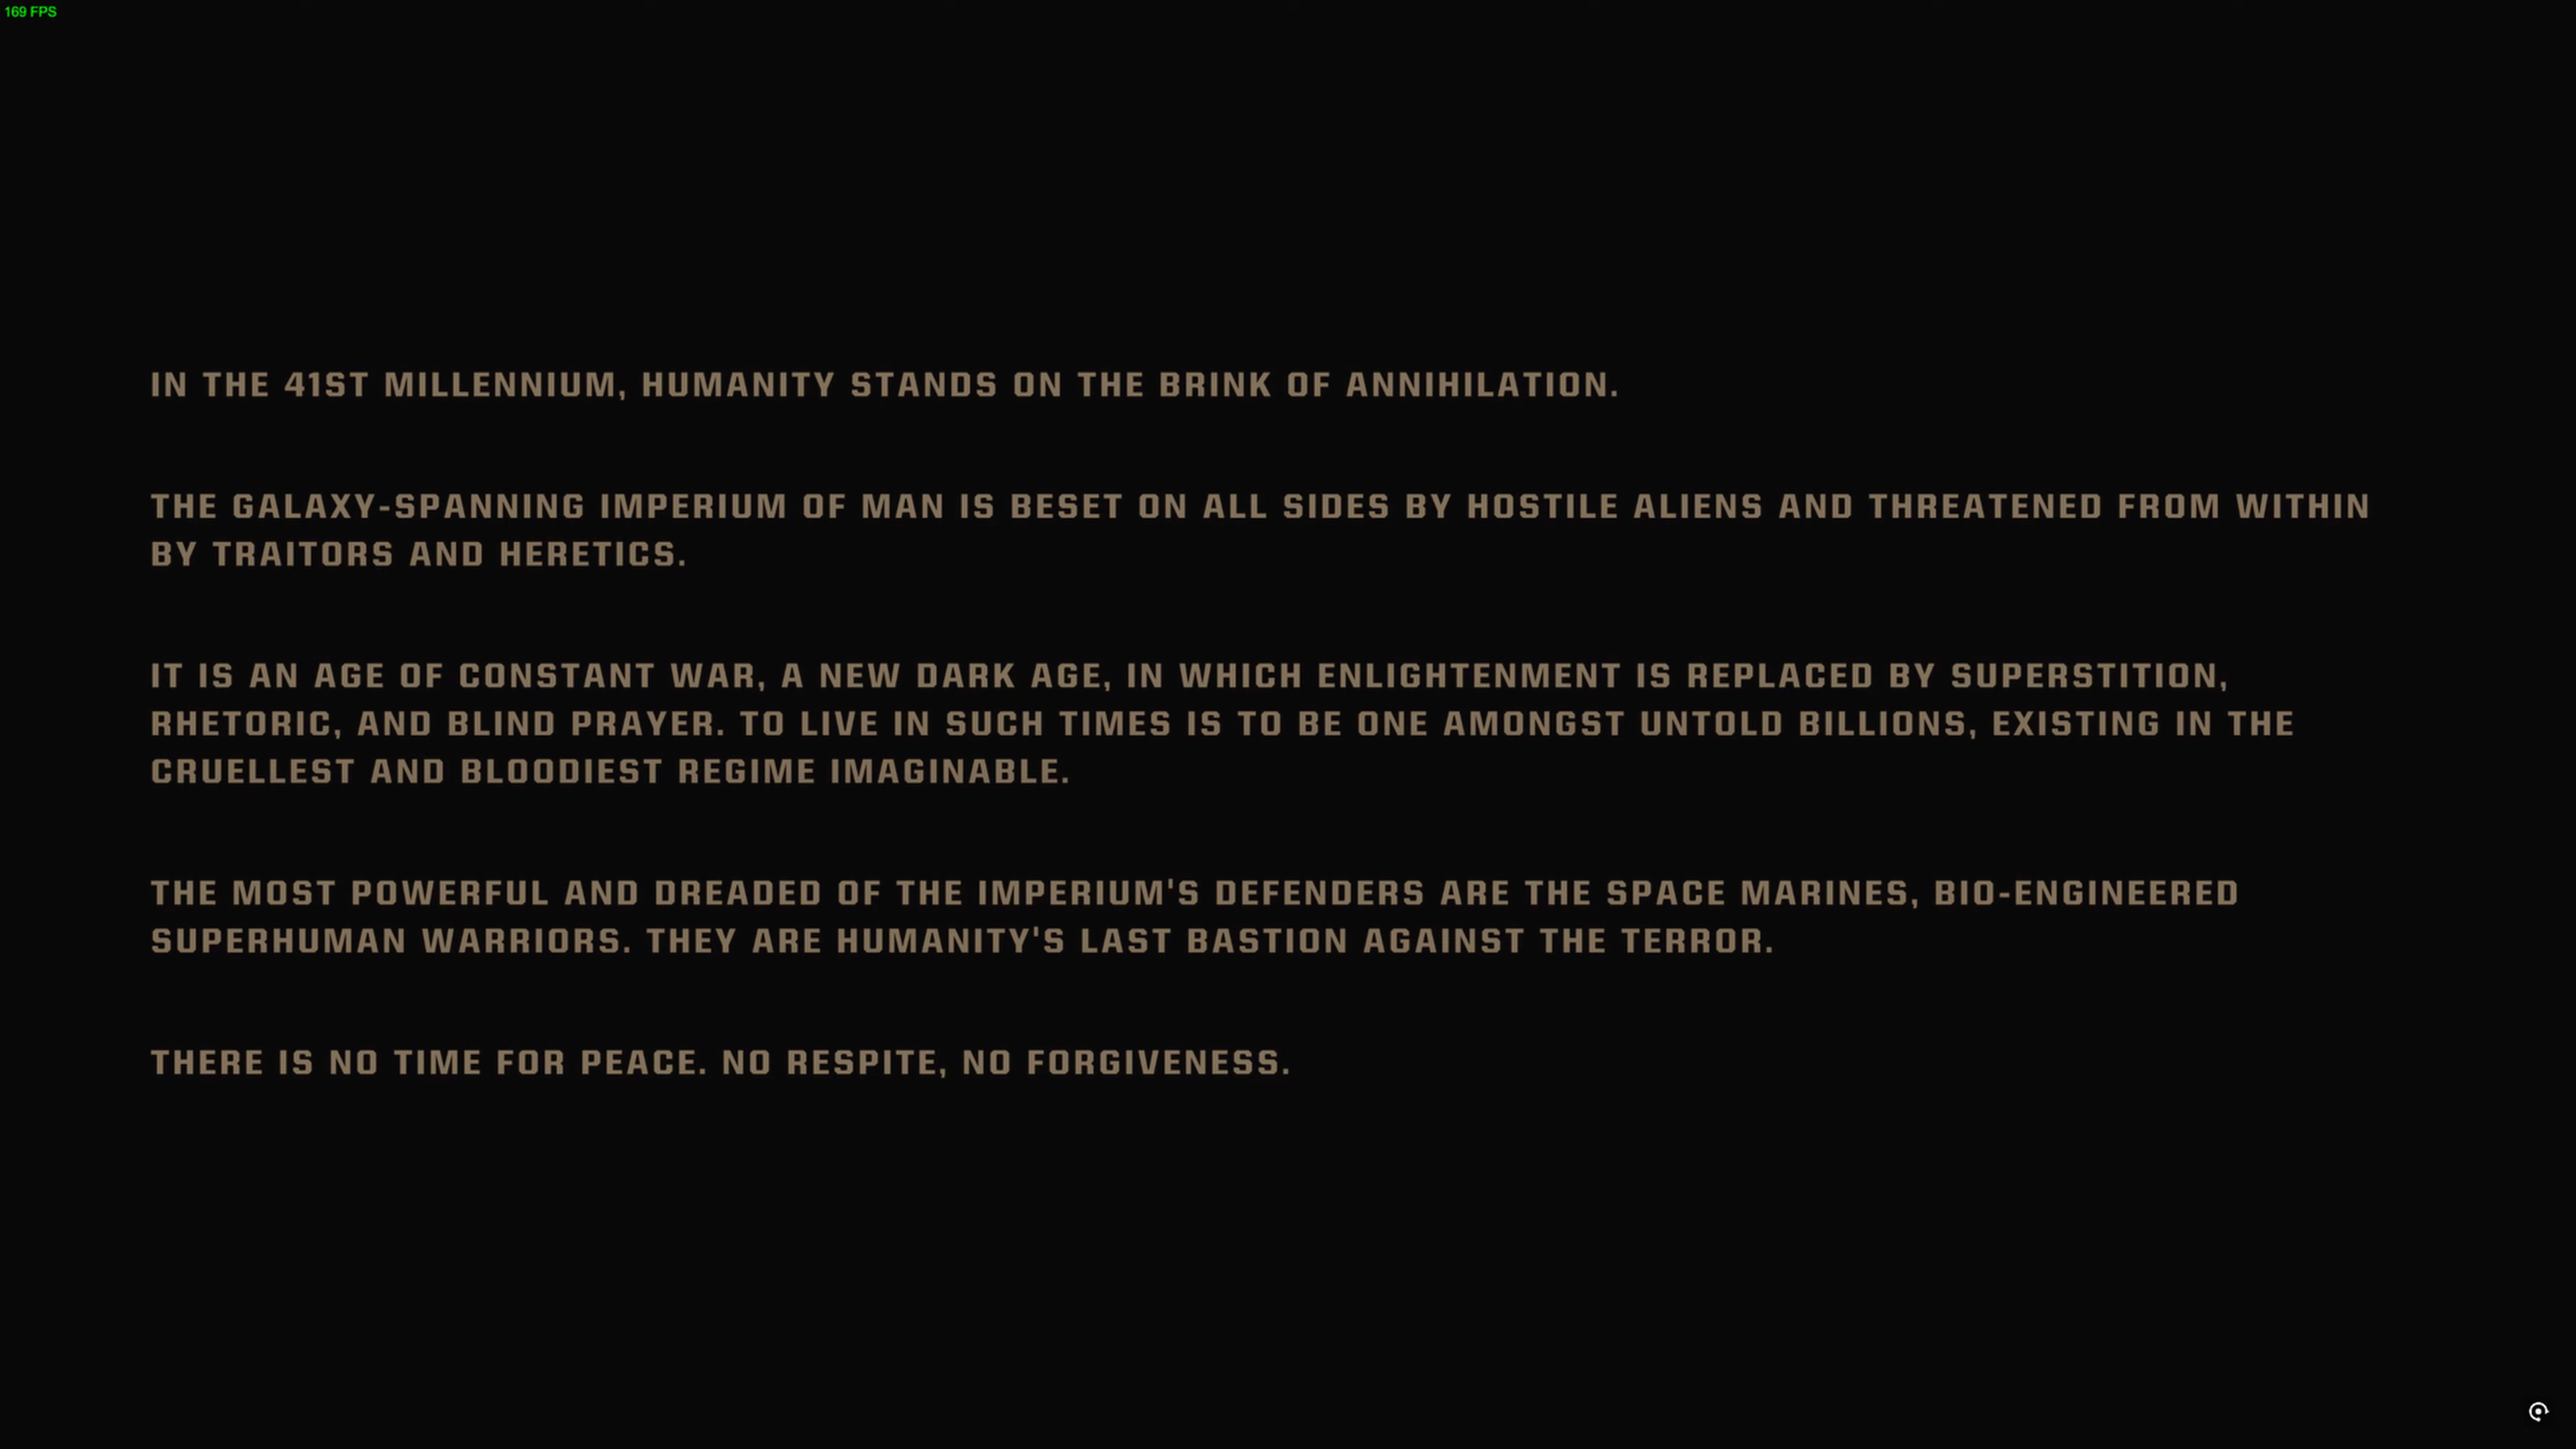 169 FPS
IN THE 41ST MILLENNIUM, HUMANITY STANDS ON THE BRINK OF ANNIHILATION.
THE GALAXY-SPANNING IMPERIUM OF MAN IS BESET ON ALL SIDES BY HOSTILE ALIENS AND THREATENED FROM WITHIN
BY TRAITORS AND HERETICS.
IT IS AN AGE OF CONSTANT WAR, A NEW DARK AGE, IN WHICH ENLIGHTENMENT IS REPLACED BY SUPERSTITION,
RHETORIC, AND BLIND PRAYER. TO LIVE IN SUCH TIMES IS TO BE ONE AMONGST UNTOLD BILLIONS, EXISTING IN THE
CRUELLEST AND BLOODIEST REGIME IMAGINABLE.
THE MOST POWERFUL AND DREADED OF THE IMPERIUM'S DEFENDERS ARE THE SPACE MARINES, BIO-ENGINEERED
SUPERHUMAN WARRIORS. THEY ARE HUMANITY'S LAST BASTION AGAINST THE TERROR.
THERE IS NO TIME FOR PEACE. NO RESPITE, NO FORGIVENESS.